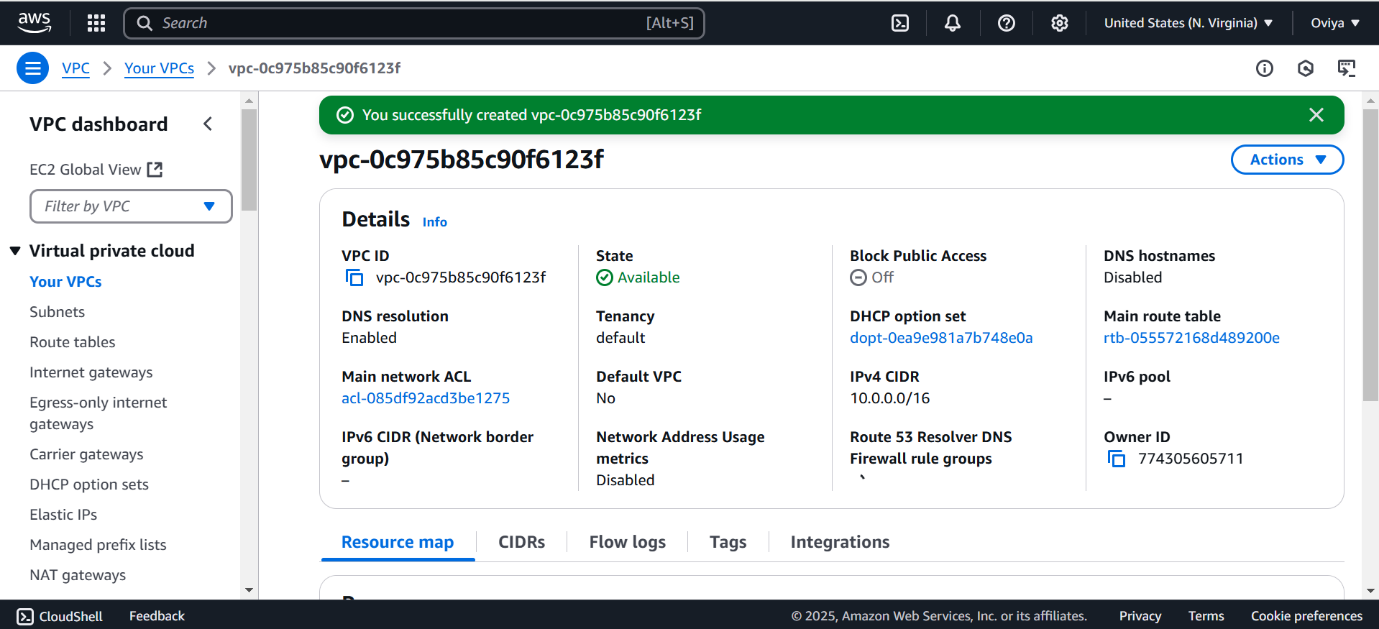 aws
Search [Alt+S] United States (N. Virginia) Oviya
VPC Your VPCs vpc-0c975b85c90f6123f
VPC dashboard
EC2 Global View
Filter by VPC
Virtual private cloud
Your VPCs
Subnets
Route tables
Internet gateways
Egress-only internet
gateways
Carrier gateways
DHCP option sets
Elastic IPs
Managed prefix lists
NAT gateways
You successfully created vpc-0c975b85c90f6123f
vpc-0c975b85c90f6123f
Actions
Details Info
VPC ID
vpc-0c975b85c90f6123f
State
Available
Block Public Access
Off
DNS hostnames
Disabled
DNS resolution
Enabled
Tenancy
default
DHCP option set
dopt-0ea9e981a7b748e0a
Main route table
rtb-055572168d489200e
Main network ACL
acl-085df92acd3be1275
Default VPC
No
IPv4 CIDR
10.0.0.0/16
IPv6 pool
–
IPv6 CIDR (Network border
group)
–
Network Address Usage
metrics
Disabled
Route 53 Resolver DNS
Firewall rule groups
Owner ID
774305605711
Resource map CIDRs Flow logs Tags Integrations
CloudShell Feedback © 2025, Amazon Web Services, Inc. or its affiliates. Privacy Terms Cookie preferences